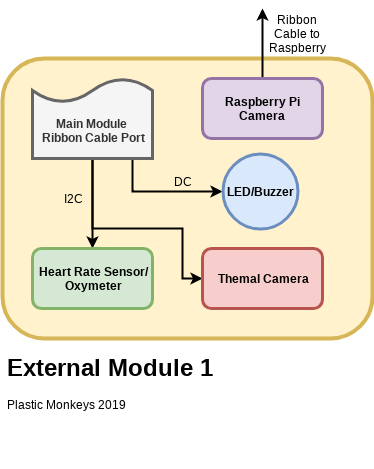 Ribbon
Cable to
Raspberry
Raspberry Pi
Camera
Main Module
Ribbon Cable Port
DC
LED/Buzzer
I2C
Heart Rate Sensor/
Oxymeter
Themal Camera
External Module 1
Plastic Monkeys 2019